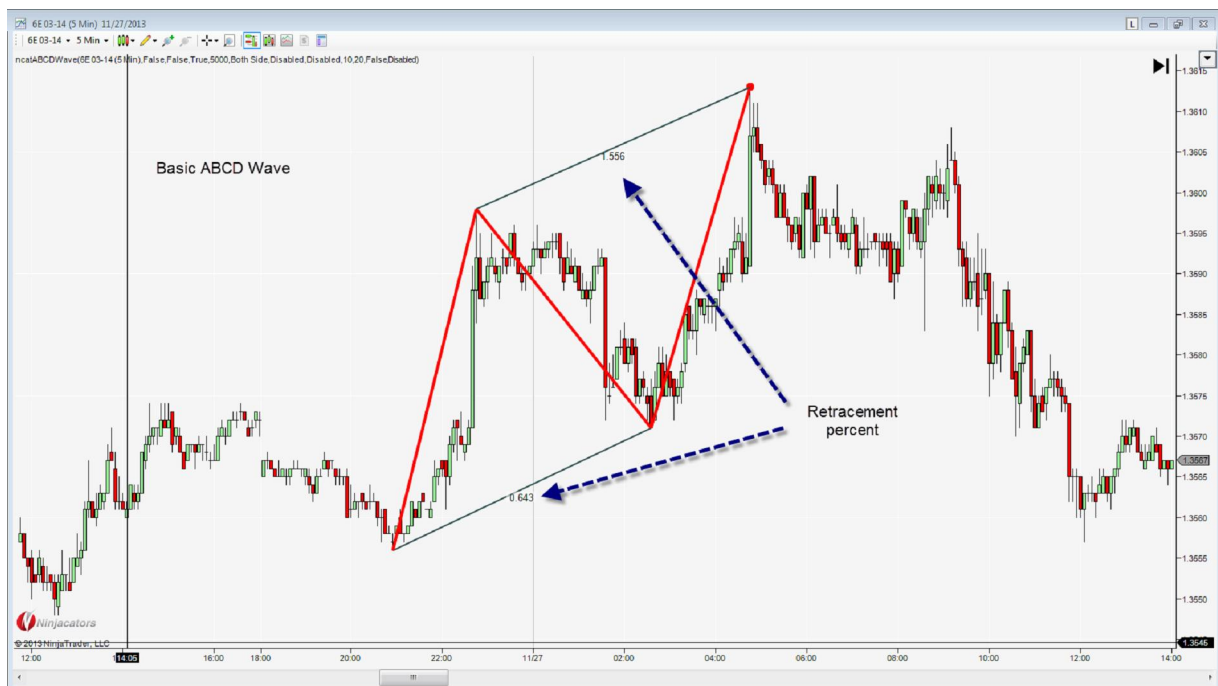 6E 03-14 (5 Min) 11/27/2013
L
6E 03-14 5 Min
ncatABCDWave(6E 03-14 (5 Min),False,False,True,5000,Both Side,Disabled,Disabled,10,20,False,Disabled)
1.3615
1.3610
1.3605
1.3600
1.3595
1.3590
1.3585
1.3580
1.3575
1.3570
1.3567
1.3565
1.3560
1.3555
1.3550
1.3545
Basic ABCD Wave
1.556
Retracement
percent
0.643
Ninjacators
© 2013 NinjaTrader, LLC
12:00 14:05 16:00 18:00 20:00 22:00 11/27 02:00 04:00 06:00 08:00 10:00 12:00 14:00